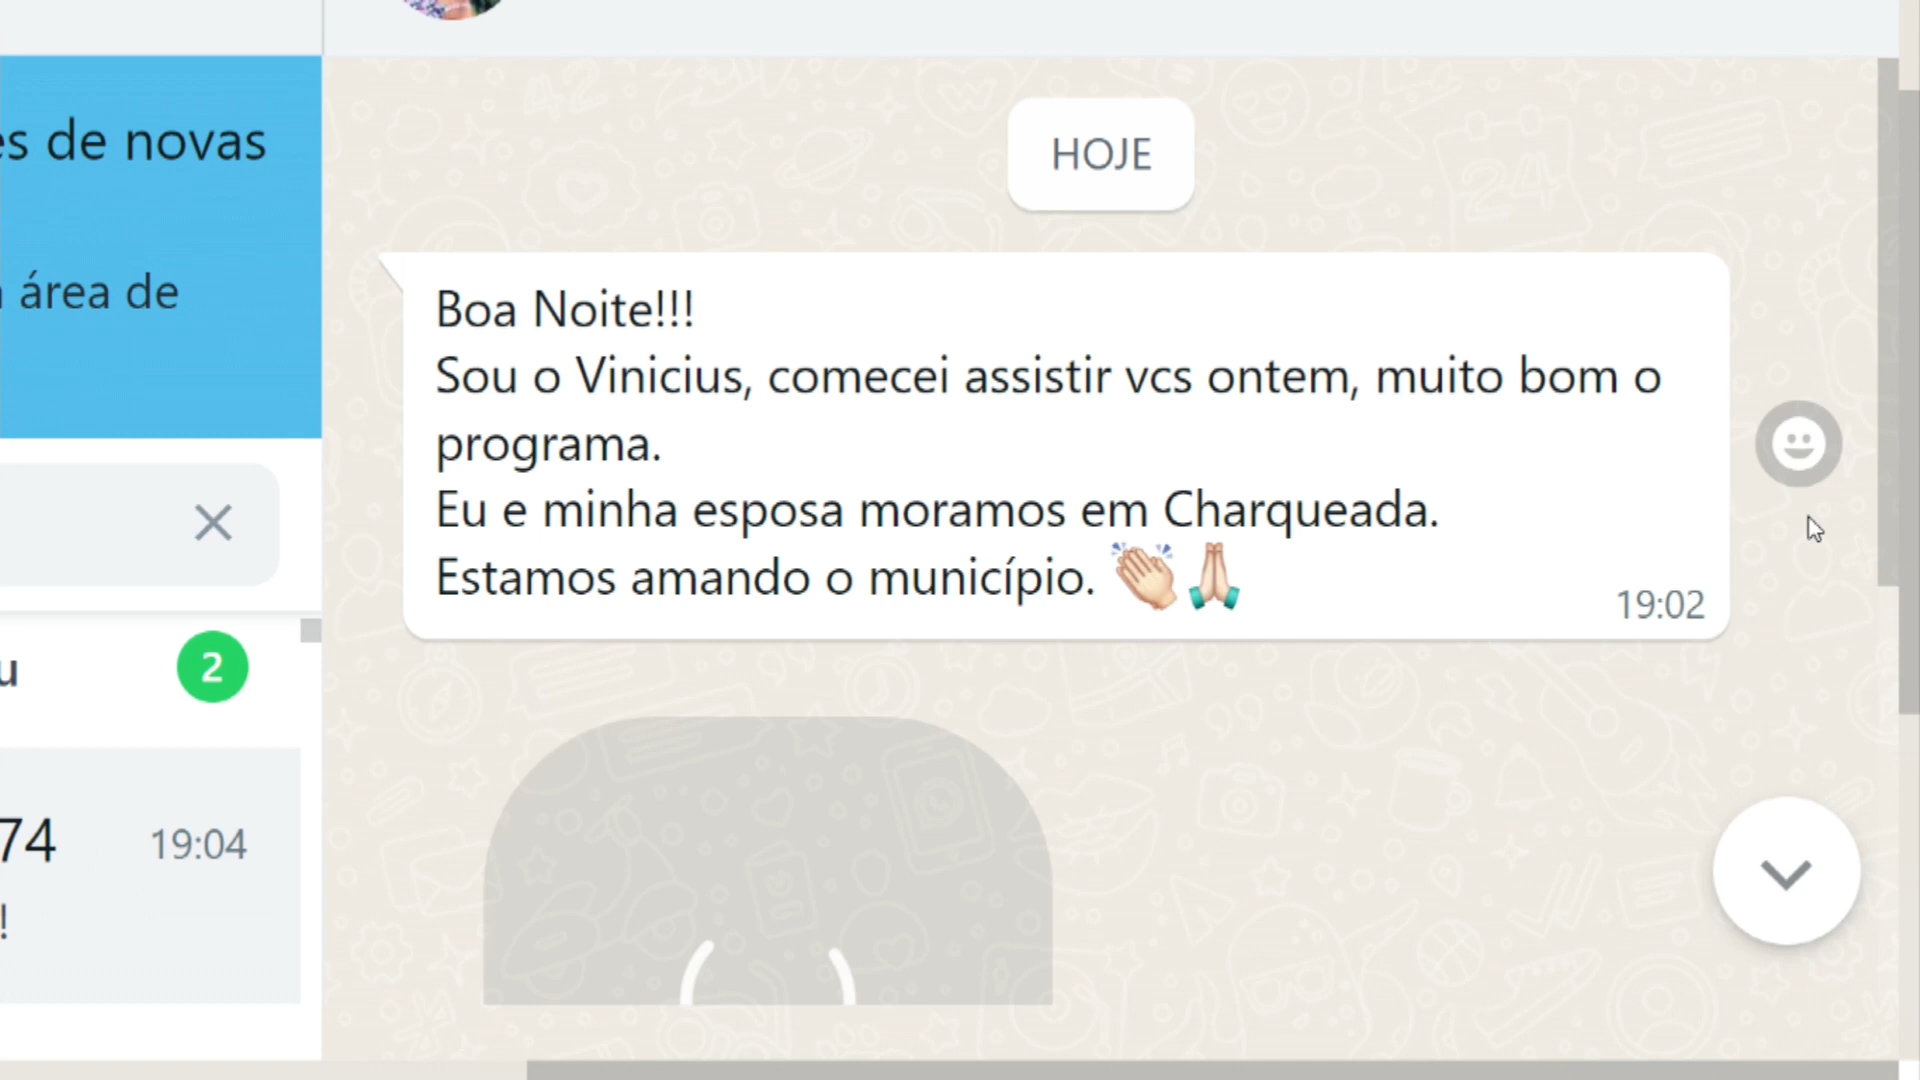 es de novas
área de
2
74
19:04
!
HOJE
Boa Noite!!!
Sou o Vinicius, comecei assistir vcs ontem, muito bom o
programa.
Eu e minha esposa moramos em Charqueada.
Estamos amando o município. 👏🏻🙏🏻
19:02